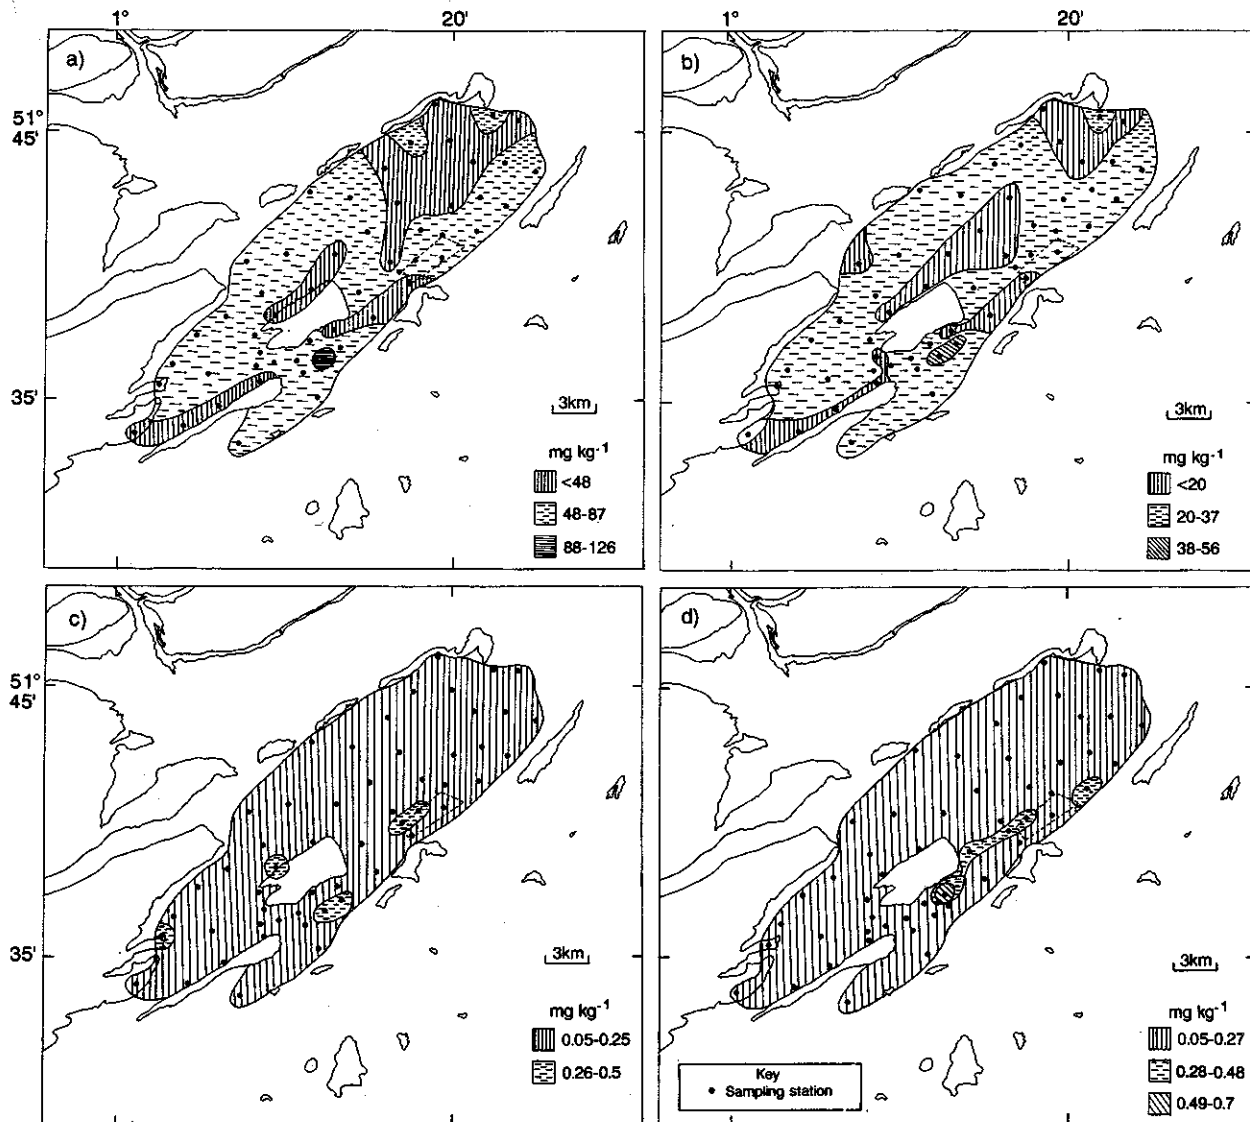 1° 20' 1° 20'
a)
b)
51°
45'
35'
3km
3km
mg kg-1
<48
48-87
88-126
mg kg-1
<20
20-37
38-56
c)
d)
51°
45'
35'
3km
3km
mg kg-1
0.05-0.25
0.26-0.5
mg kg-1
0.05-0.27
0.28-0.48
0.49-0.7
Key
Sampling station